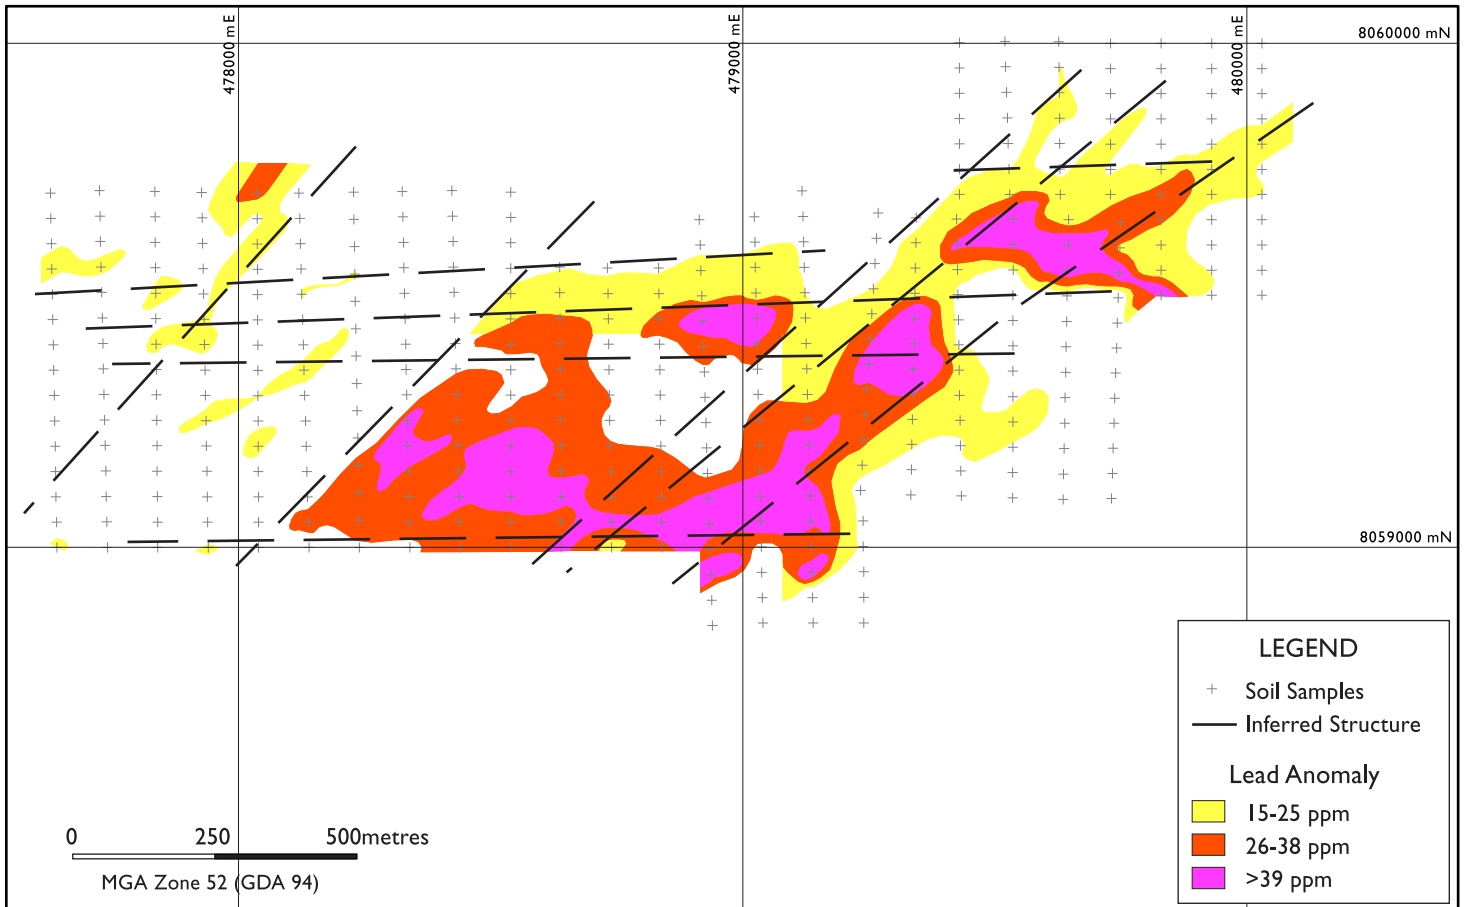 478000 mE
479000 mE
480000 mE
8060000 mN
8059000 mN
LEGEND
Soil Samples
Inferred Structure
Lead Anomaly
15-25 ppm
26-38 ppm
>39 ppm
0 250 500metres
MGA Zone 52 (GDA 94)